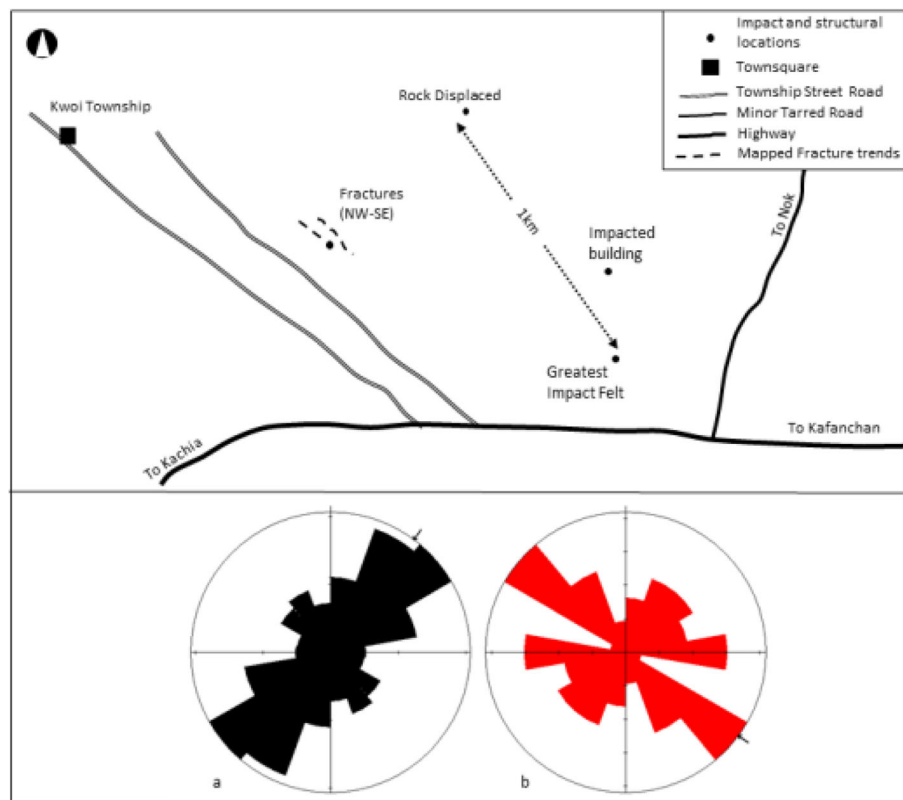 Impact and structural
locations
Townsquare
Township Street Road
Minor Tarred Road
Highway
Mapped Fracture trends
Kwoi Township
Rock Displaced
Fractures
(NW-SE)
1km
Impacted
building
To Nok
Greatest
Impact Felt
To Kachia
To Kafanchan
a
b